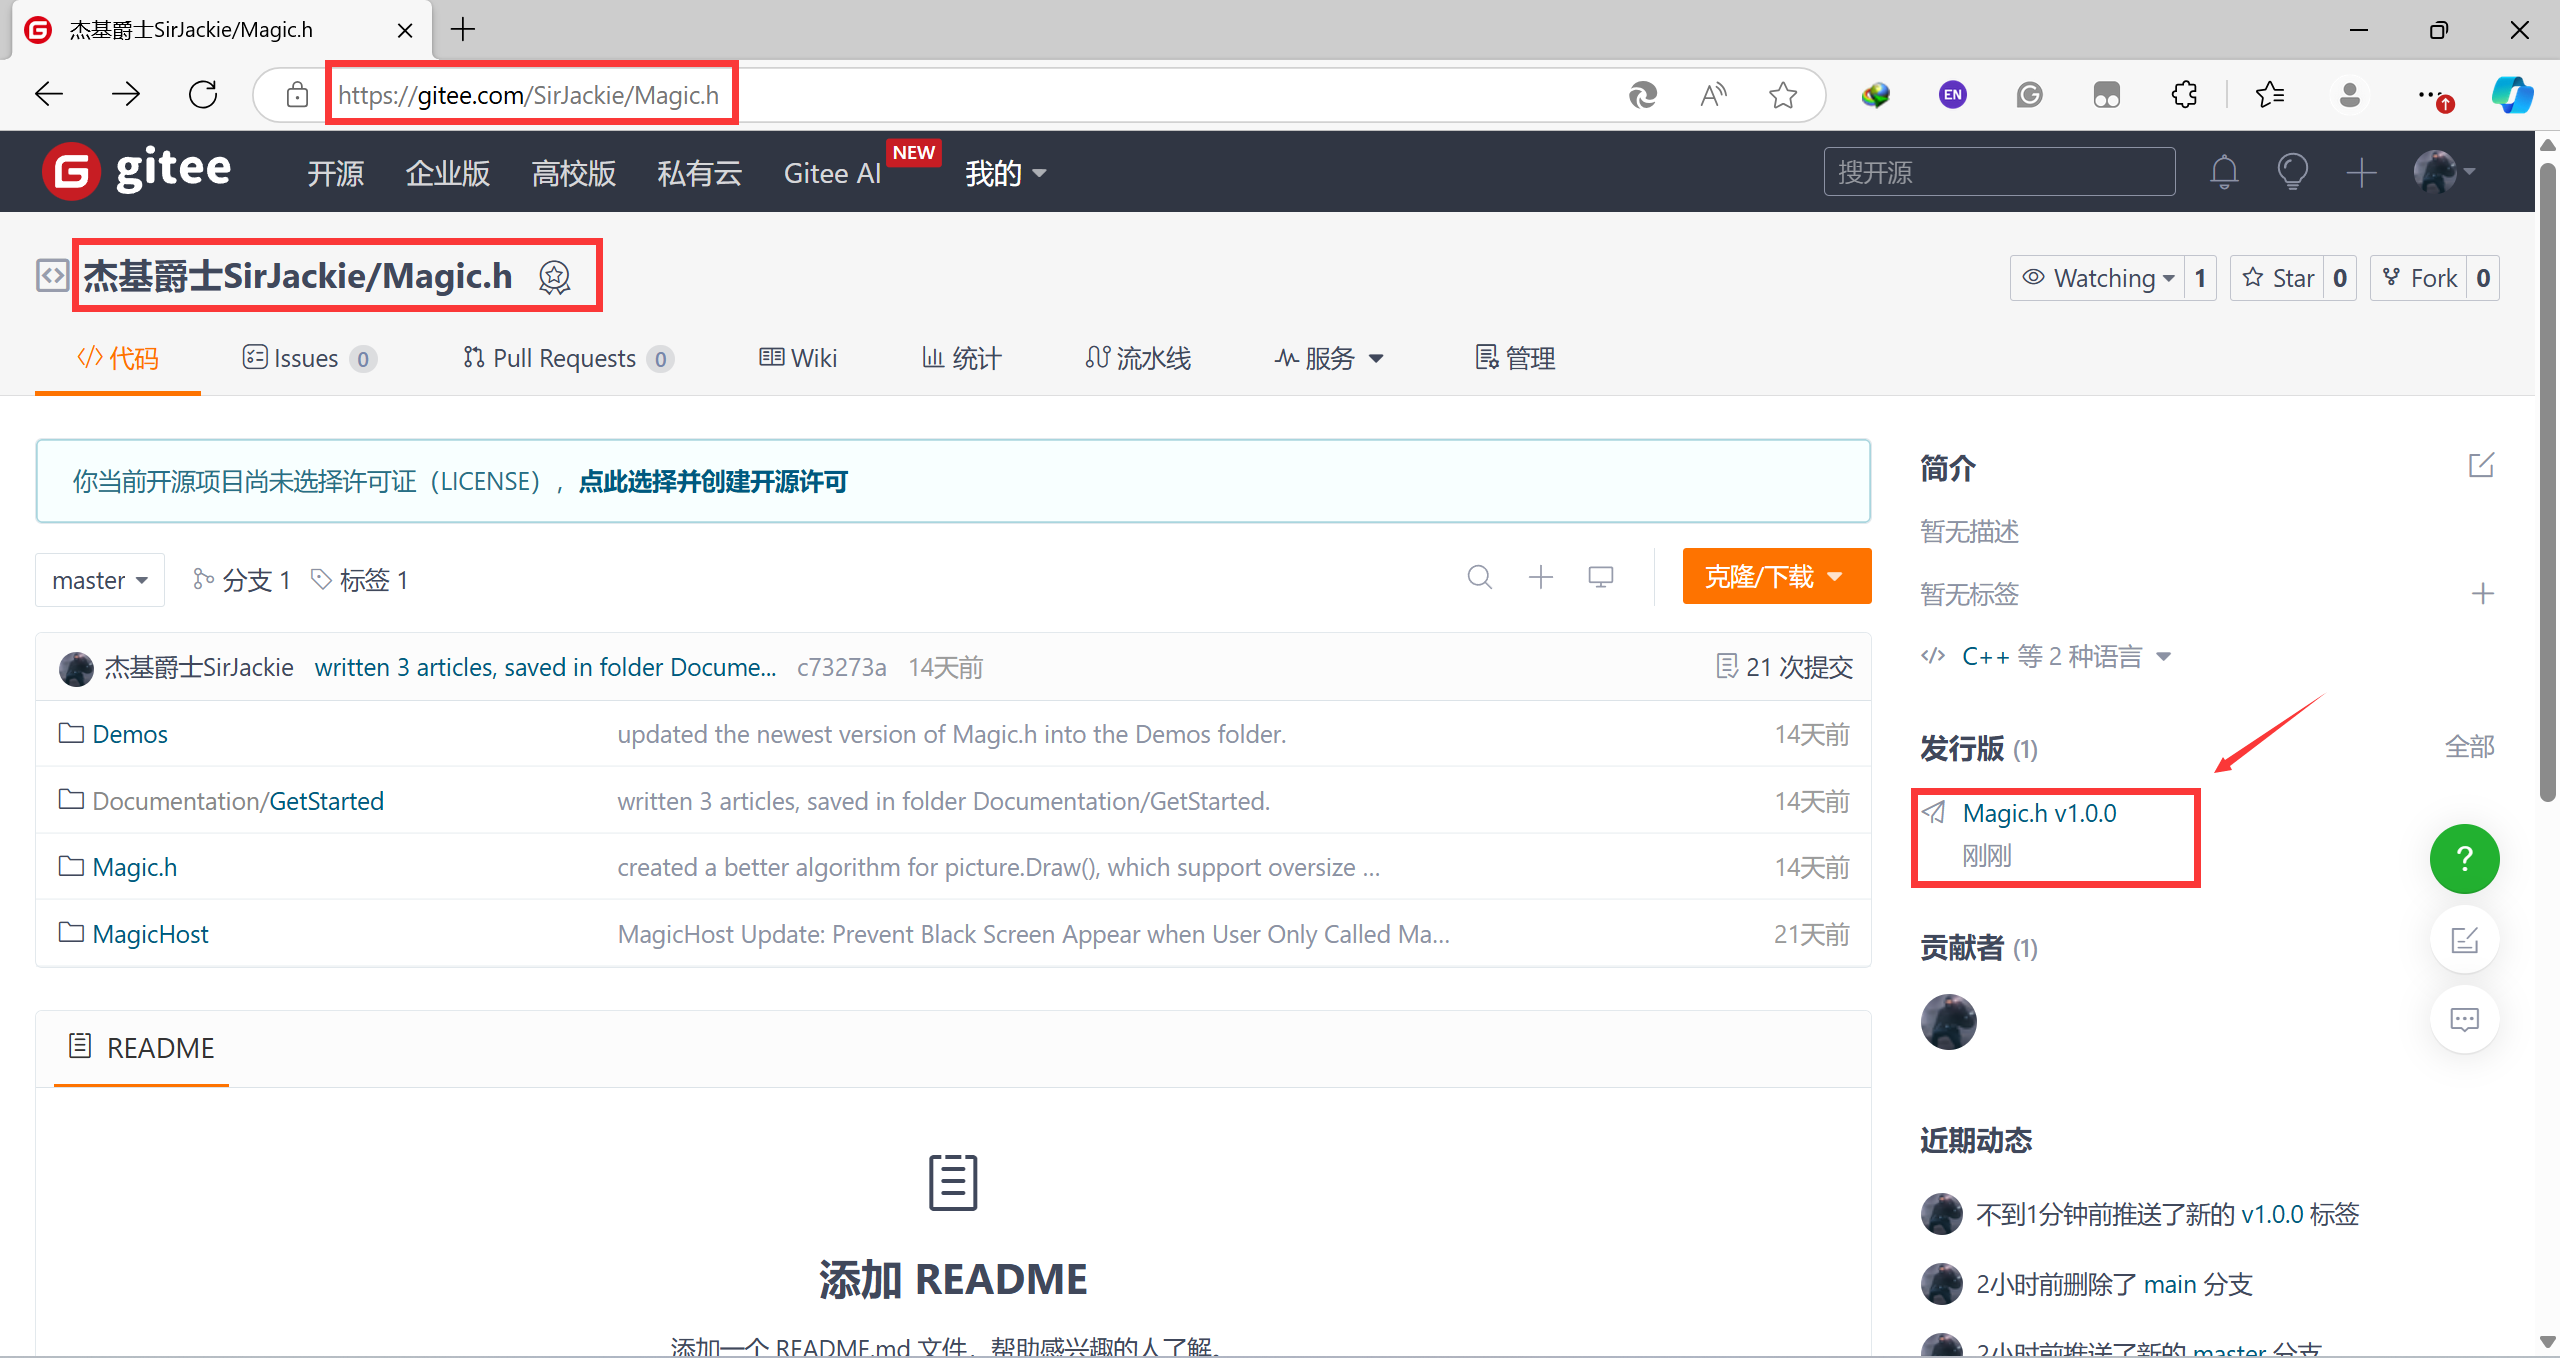 杰基爵士SirJackie/Magic.h
https://gitee.com/SirJackie/Magic.h
EN
gitee 开源 企业版 高校版 私有云 Gitee AI NEW 我的 搜开源
杰基爵士SirJackie/Magic.h
Watching 1 Star 0 Fork 0
代码 Issues 0 Pull Requests 0 Wiki 统计 流水线 服务 管理
你当前开源项目尚未选择许可证（LICENSE），点此选择并创建开源许可
master 分支 1 标签 1 克隆/下载
杰基爵士SirJackie written 3 articles, saved in folder Docume... c73273a 14天前 21 次提交
Demos updated the newest version of Magic.h into the Demos folder. 14天前
Documentation/GetStarted written 3 articles, saved in folder Documentation/GetStarted. 14天前
Magic.h created a better algorithm for picture.Draw(), which support oversize ... 14天前
MagicHost MagicHost Update: Prevent Black Screen Appear when User Only Called Ma... 21天前
README
添加 README
添加一个 README.md 文件，帮助感兴趣的人了解。
简介
暂无描述
暂无标签
C++ 等 2 种语言
发行版 (1) 全部
Magic.h v1.0.0
刚刚
?
贡献者 (1)
近期动态
不到1分钟前推送了新的 v1.0.0 标签
2小时前删除了 main 分支
2小时前推送了新的 master 分支